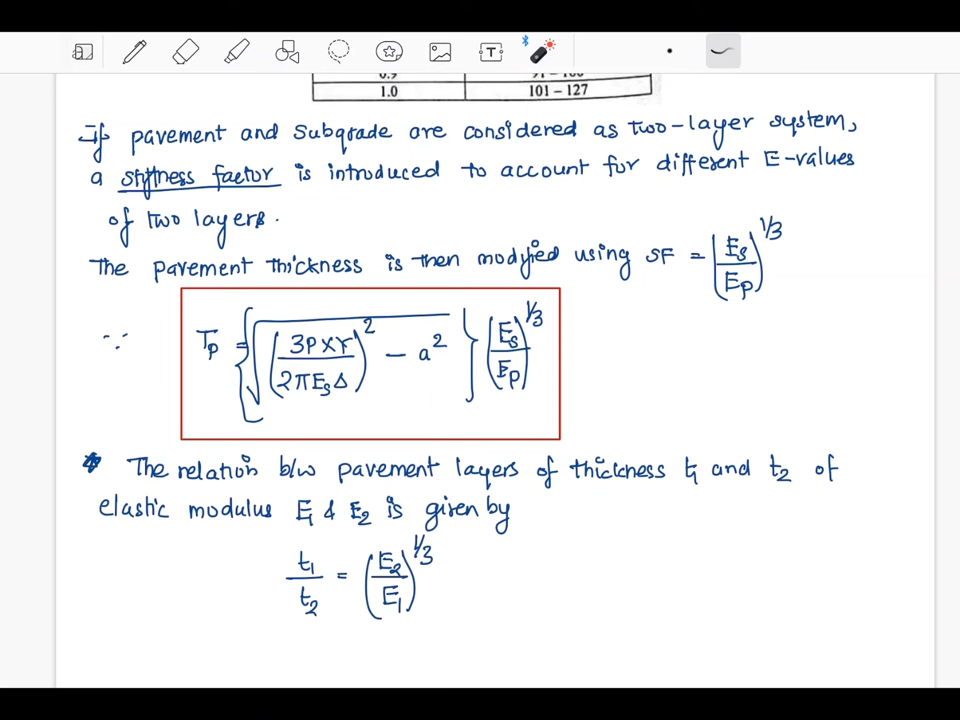 1.0 101 – 127
If pavement and subgrade are considered as two-layer system,
a stiffness factor is introduced to account for different E-values
of two layers.
The pavement thickness is then modified using SF = (Es/Ep)^1/3
∵ Tp = {√((3PXY/2πEsΔ)^2 – a^2)} (Es/Ep)^1/3
* The relation b/w pavement layers of thickness t1 and t2 of
elastic modulus E1 & E2 is given by
t1/t2 = (E2/E1)^1/3